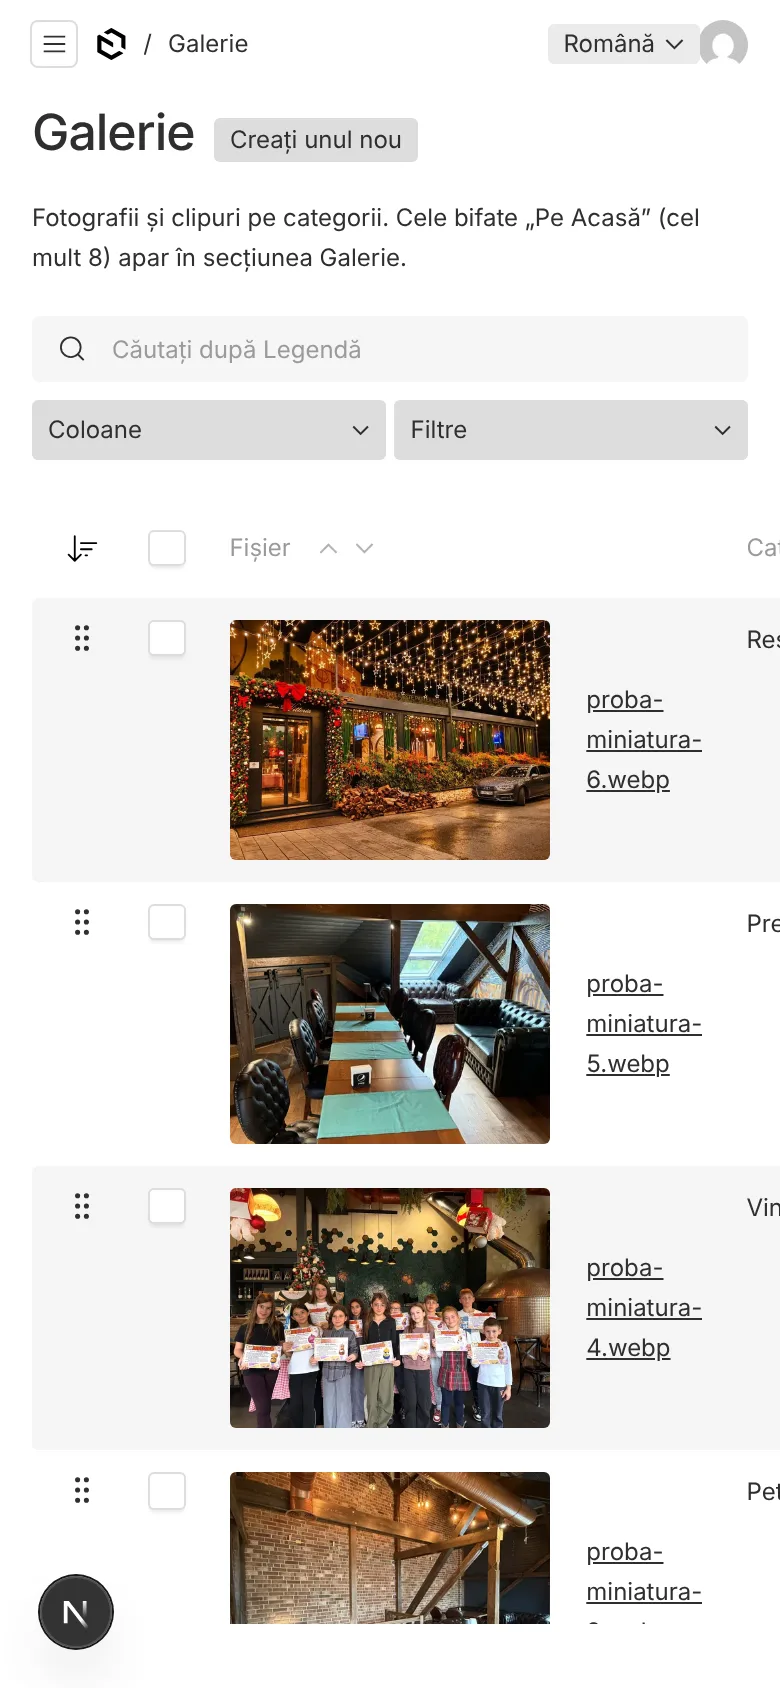 / Galerie
Română
Galerie
Creați unul nou
Fotografii și clipuri pe categorii. Cele bifate „Pe Acasă” (cel
mult 8) apar în secțiunea Galerie.
Căutați după Legendă
Coloane
Filtre
Fișier
proba-
miniatura-
6.webp
proba-
miniatura-
5.webp
proba-
miniatura-
4.webp
proba-
miniatura-
N